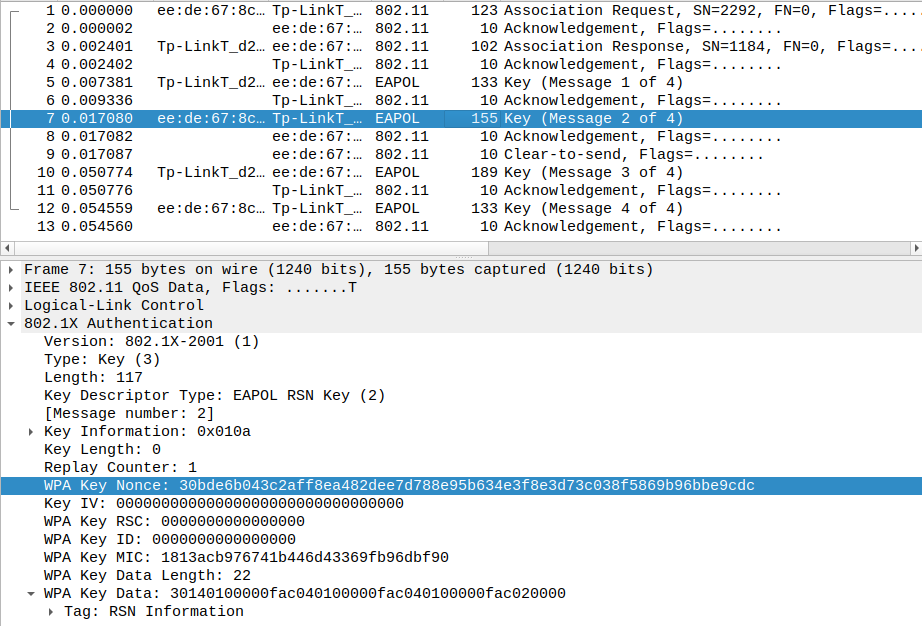 1 0.000000 ee:de:67:8c… Tp-LinkT_… 802.11 123 Association Request, SN=2292, FN=0, Flags=....
2 0.000002 ee:de:67:… 802.11 10 Acknowledgement, Flags=........
3 0.002401 Tp-LinkT_d2… ee:de:67:… 802.11 102 Association Response, SN=1184, FN=0, Flags=...
4 0.002402 Tp-LinkT_… 802.11 10 Acknowledgement, Flags=........
5 0.007381 Tp-LinkT_d2… ee:de:67:… EAPOL 133 Key (Message 1 of 4)
6 0.009336 Tp-LinkT_… 802.11 10 Acknowledgement, Flags=........
7 0.017080 ee:de:67:8c… Tp-LinkT_… EAPOL 155 Key (Message 2 of 4)
8 0.017082 ee:de:67:… 802.11 10 Acknowledgement, Flags=........
9 0.017087 ee:de:67:… 802.11 10 Clear-to-send, Flags=........
10 0.050774 Tp-LinkT_d2… ee:de:67:… EAPOL 189 Key (Message 3 of 4)
11 0.050776 Tp-LinkT_… 802.11 10 Acknowledgement, Flags=........
12 0.054559 ee:de:67:8c… Tp-LinkT_… EAPOL 133 Key (Message 4 of 4)
13 0.054560 ee:de:67:… 802.11 10 Acknowledgement, Flags=........
Frame 7: 155 bytes on wire (1240 bits), 155 bytes captured (1240 bits)
IEEE 802.11 QoS Data, Flags: .......T
Logical-Link Control
802.1X Authentication
Version: 802.1X-2001 (1)
Type: Key (3)
Length: 117
Key Descriptor Type: EAPOL RSN Key (2)
[Message number: 2]
Key Information: 0x010a
Key Length: 0
Replay Counter: 1
WPA Key Nonce: 30bde6b043c2aff8ea482dee7d788e95b634e3f8e3d73c038f5869b96bbe9cdc
Key IV: 00000000000000000000000000000000
WPA Key RSC: 0000000000000000
WPA Key ID: 0000000000000000
WPA Key MIC: 1813acb976741b446d43369fb96dbf90
WPA Key Data Length: 22
WPA Key Data: 30140100000fac040100000fac040100000fac020000
Tag: RSN Information